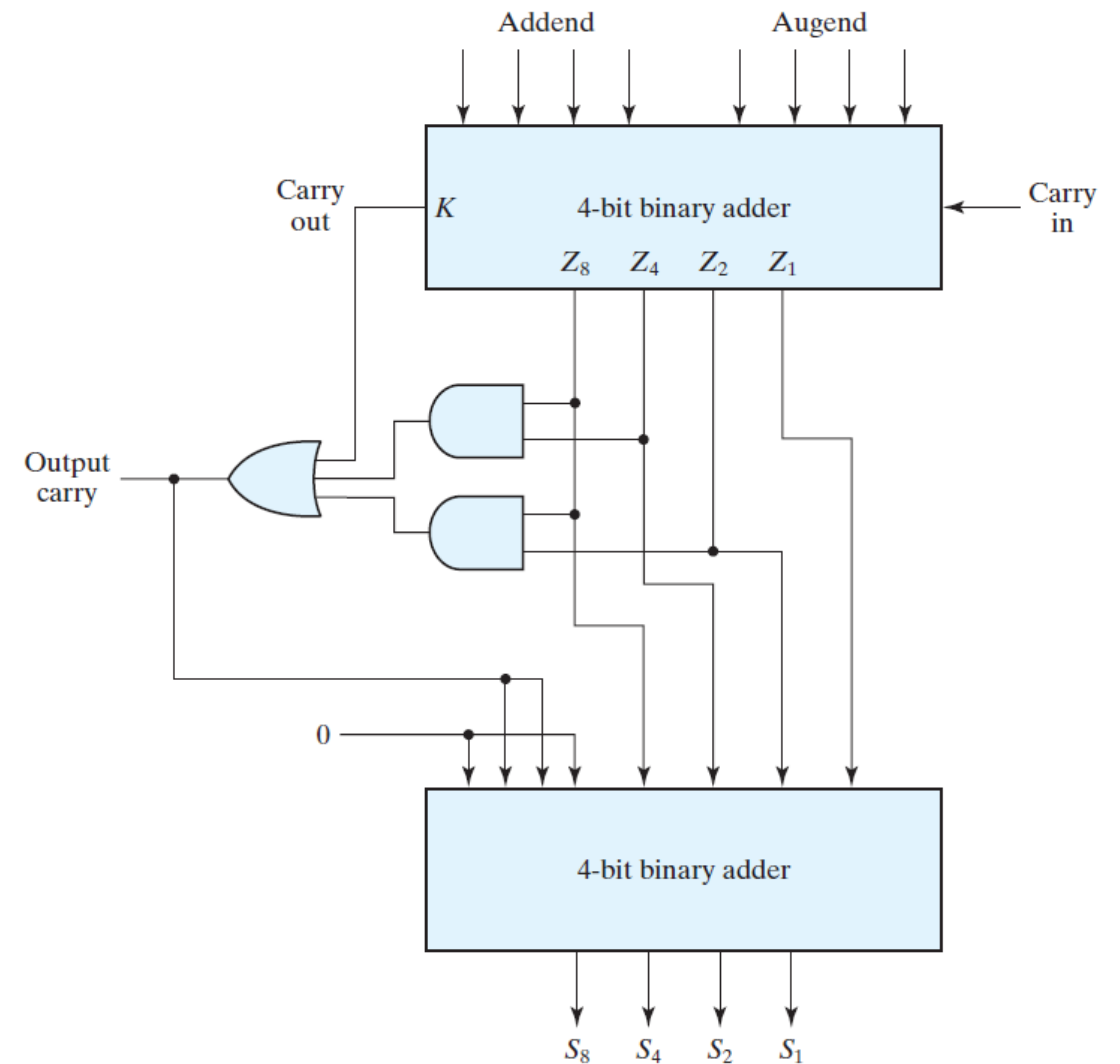 Addend Augend
Carry
out
K 4-bit binary adder
Carry
in
Z8 Z4 Z2 Z1
Output
carry
0
4-bit binary adder
S8 S4 S2 S1